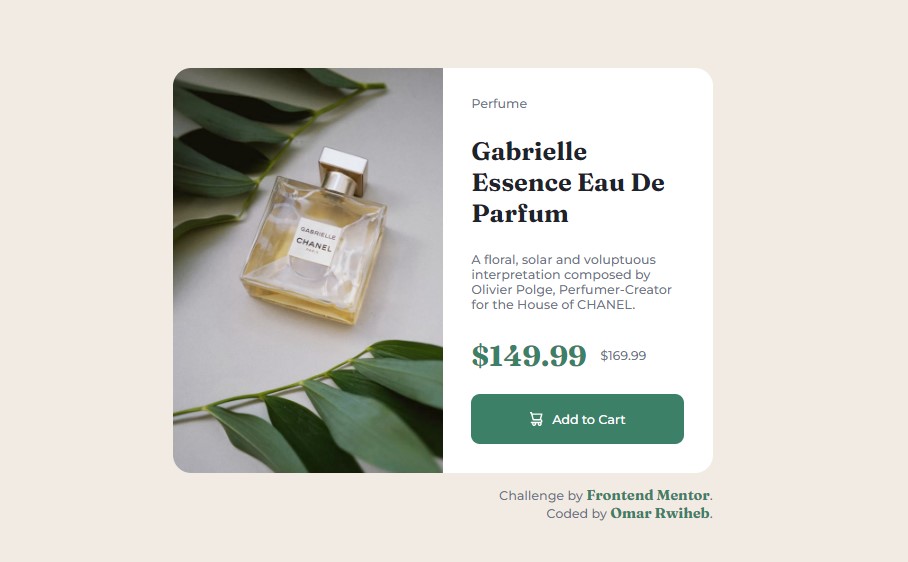 Perfume
Gabrielle
Essence Eau De
Parfum
A floral, solar and voluptuous
interpretation composed by
Olivier Polge, Perfumer-Creator
for the House of CHANEL.
$149.99 $169.99
Add to Cart
GABRIELLE
CHANEL
PARIS
Challenge by Frontend Mentor.
Coded by Omar Rwiheb.